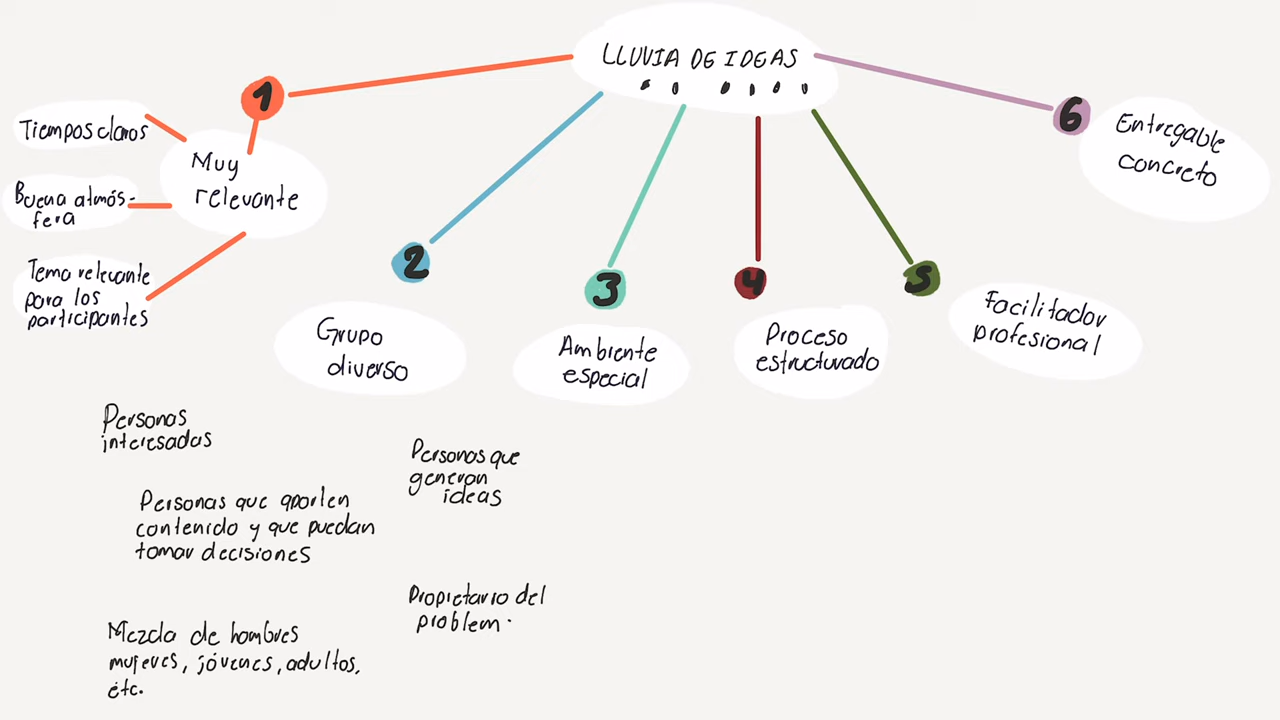 LLUVIA DE IDEAS
1
Muy
relevante
Tiempos claros
Buena atmós-
fera
Tema relevante
para los
participantes
2
Grupo
diverso
Personas
interesadas
Personas que aporten
contenido y que puedan
tomar decisiones
Mezcla de hombres
mujeres, jóvenes, adultos,
étc.
Personas que
generan
ideas
Propietario del
problem
3
Ambiente
especial
4
Proceso
estructurado
5
Facilitador
profesional
6
Entregable
concreto